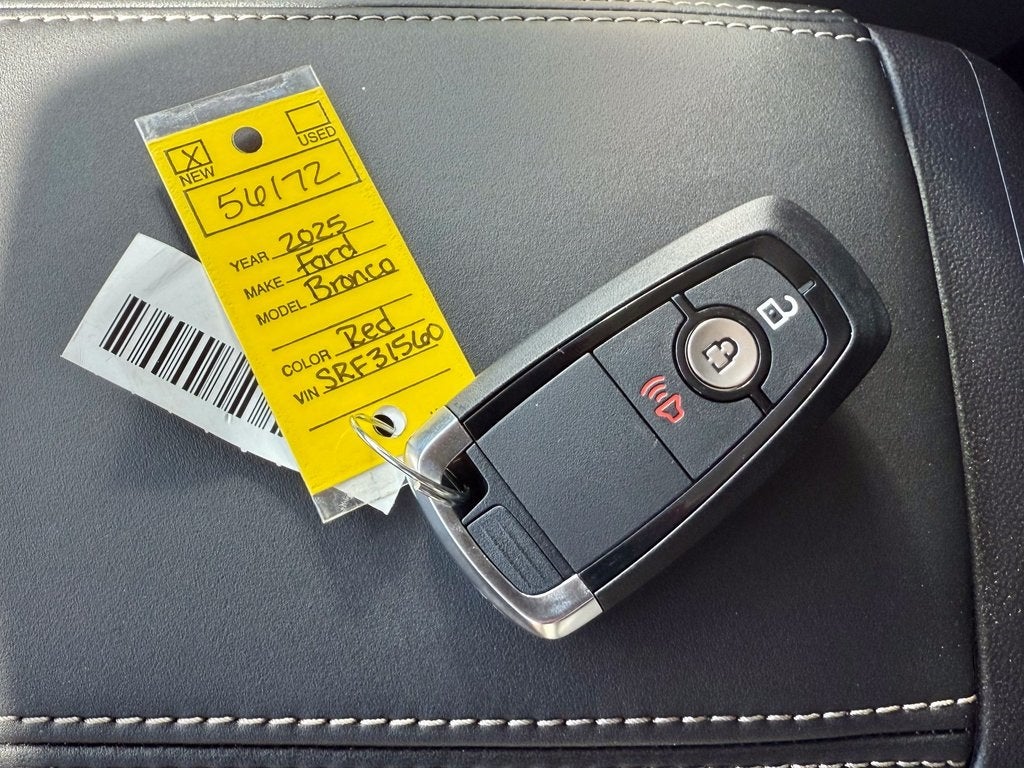 X
NEW
USED
56172
YEAR 2025
MAKE Ford
MODEL Bronco
COLOR Red
VIN SRF31560